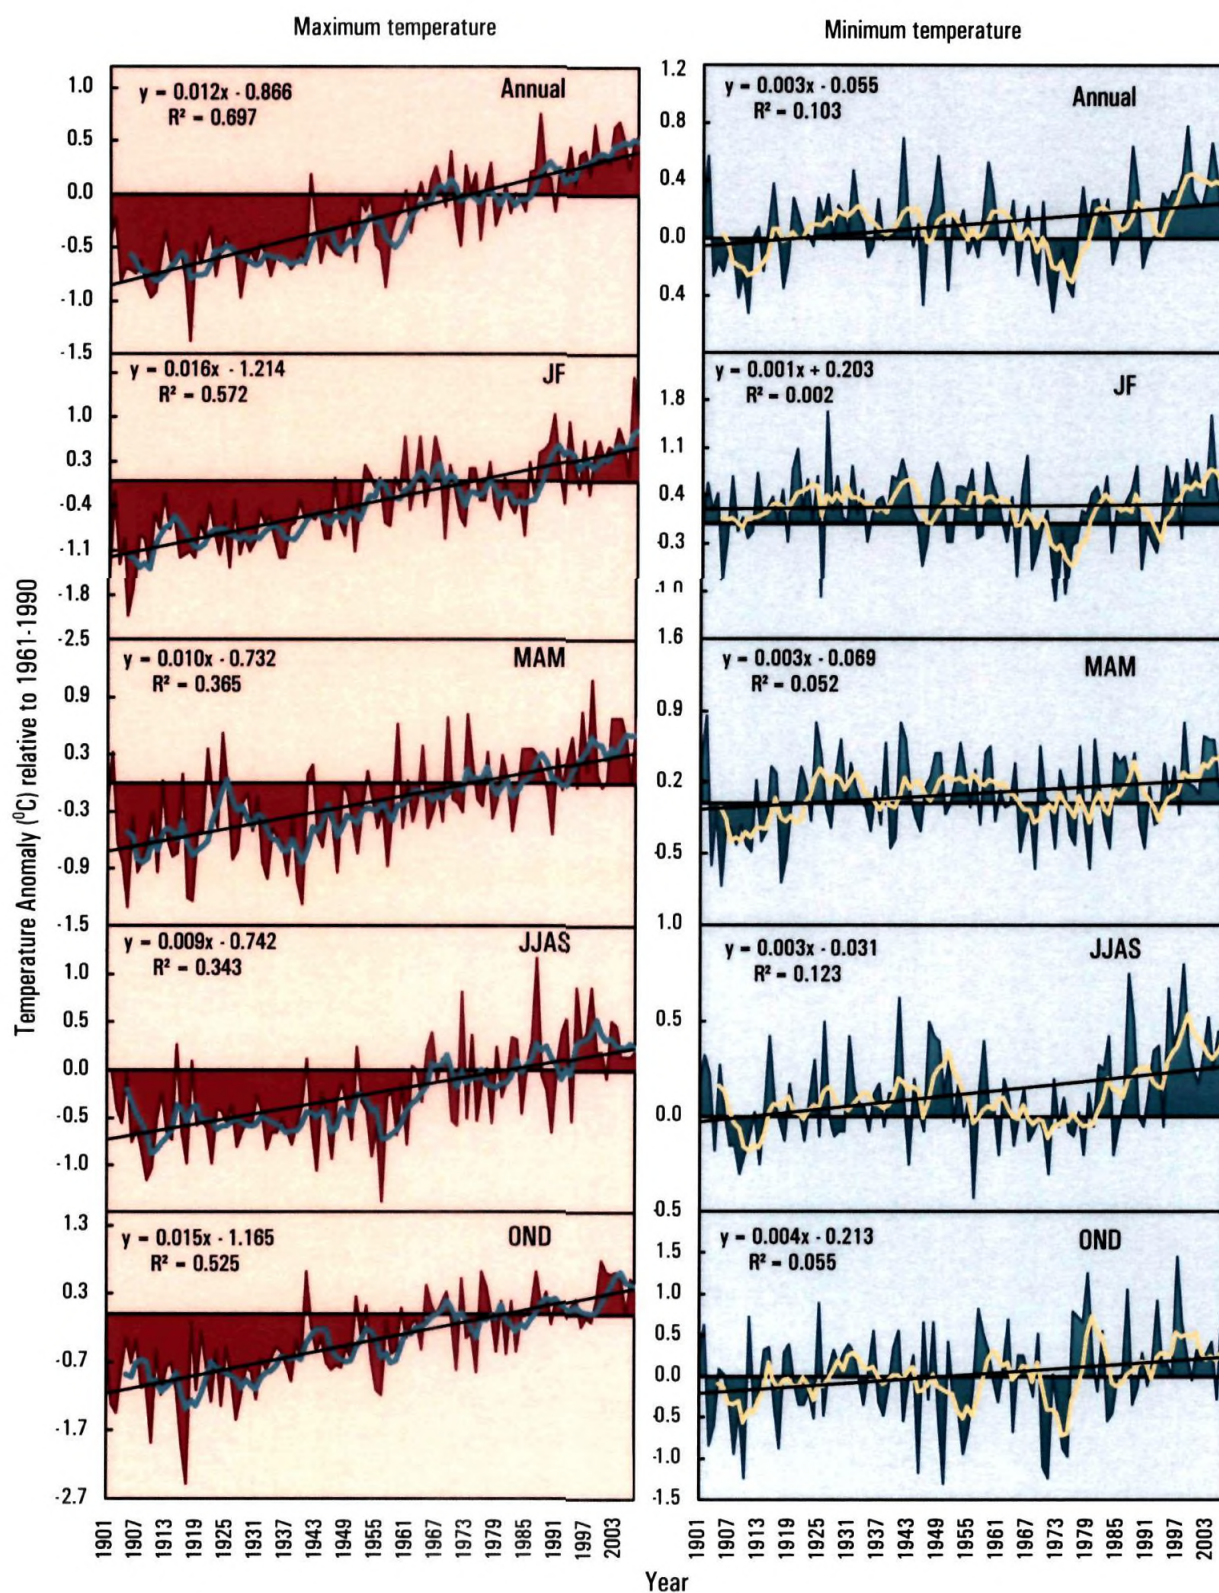 Maximum temperature
Minimum temperature
Temperature Anomaly (⁰C) relative to 1961-1990
1.0
0.5
0.0
-0.5
-1.0
-1.5
y = 0.012x - 0.866
R² = 0.697
Annual
1.2
0.8
0.4
0.0
0.4
y = 0.003x - 0.055
R² = 0.103
Annual
1.0
0.3
-0.4
-1.1
-1.8
-2.5
y = 0.016x - 1.214
R² = 0.572
JF
1.8
1.1
0.4
-0.3
-1.0
1.6
y = 0.001x + 0.203
R² = 0.002
JF
0.9
0.3
-0.3
-0.9
-1.5
y = 0.010x - 0.732
R² = 0.365
MAM
0.9
0.2
-0.5
1.0
y = 0.003x - 0.069
R² = 0.052
MAM
1.0
0.5
0.0
-0.5
-1.0
y = 0.009x - 0.742
R² = 0.343
JJAS
0.5
0.0
-0.5
y = 0.003x - 0.031
R² = 0.123
JJAS
1.3
0.3
-0.7
-1.7
-2.7
y = 0.015x - 1.165
R² = 0.525
OND
1.5
1.0
0.5
0.0
-0.5
-1.0
-1.5
y = 0.004x - 0.213
R² = 0.055
OND
1901 1907 1913 1919 1925 1931 1937 1943 1949 1955 1961 1967 1973 1979 1985 1991 1997 2003
1901 1907 1913 1919 1925 1931 1937 1943 1949 1955 1961 1967 1973 1979 1985 1991 1997 2003
Year